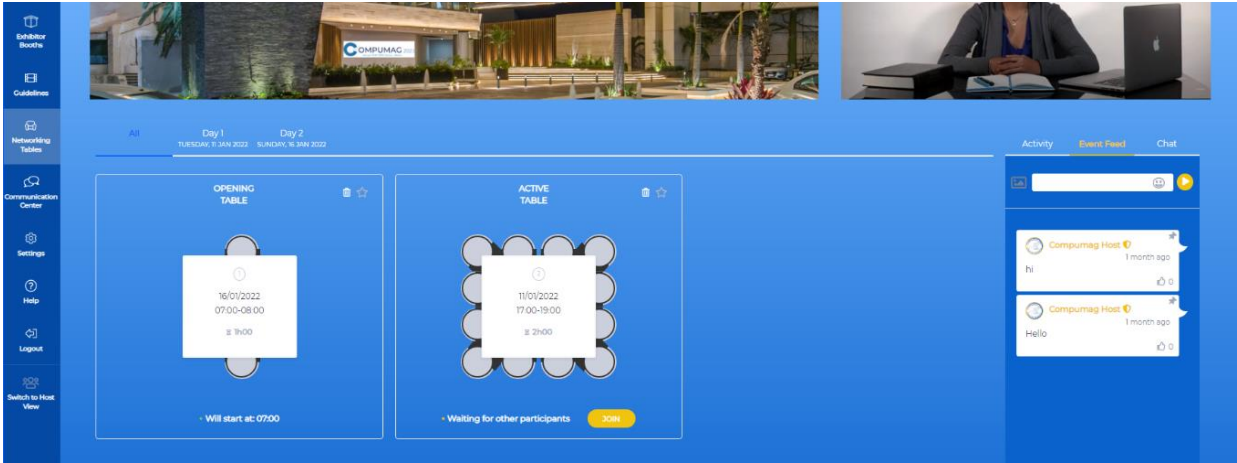 Exhibitor
Booths
Guidelines
Networking
Tables
Communication
Center
Settings
Help
Logout
Switch to Host
View
COMPUMAG
All
Day 1
TUESDAY, 11 JAN 2022
Day 2
SUNDAY, 16 JAN 2022
OPENING
TABLE
16/01/2022
07:00-08:00
1h00
• Will start at: 07:00
ACTIVE
TABLE
11/01/2022
17:00-19:00
2h00
• Waiting for other participants
JOIN
Activity
Event Feed
Chat
Compumag Host
1 month ago
hi
0
Compumag Host
1 month ago
Hello
0